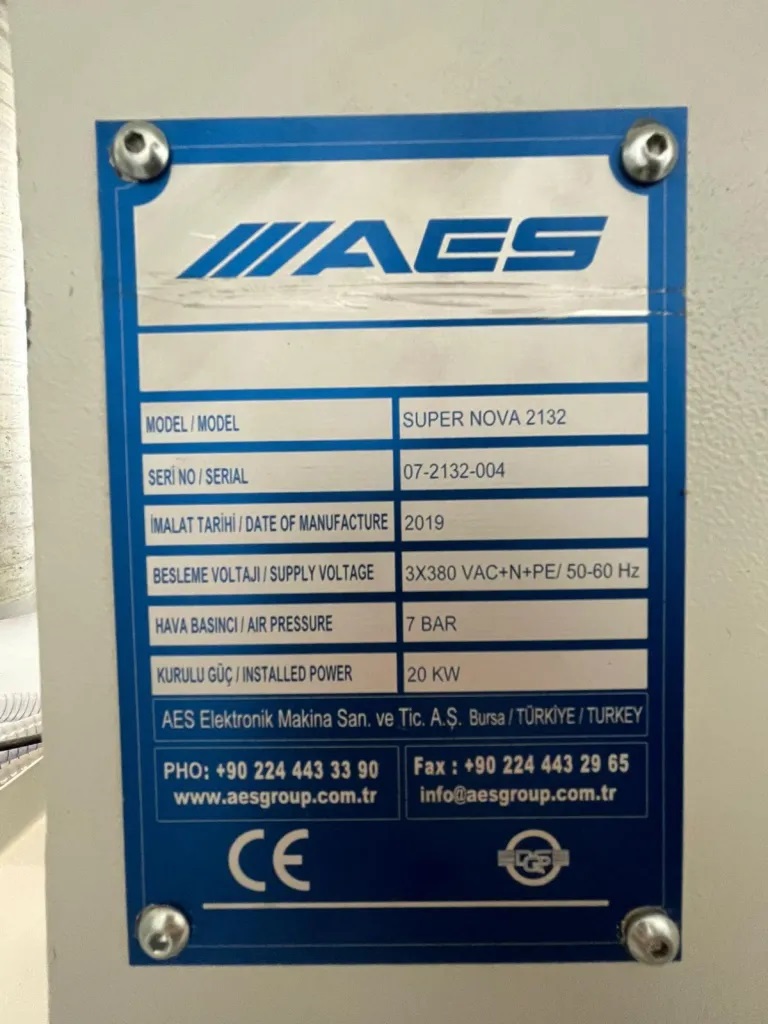 AES
MODEL / MODEL SUPER NOVA 2132
SERİ NO / SERIAL 07-2132-004
İMALAT TARİHİ / DATE OF MANUFACTURE 2019
BESLEME VOLTAJI / SUPPLY VOLTAGE 3X380 VAC+N+PE/ 50-60 Hz
HAVA BASINCI / AIR PRESSURE 7 BAR
KURULU GÜÇ / INSTALLED POWER 20 KW
AES Elektronik Makina San. ve Tic. A.Ş. Bursa / TÜRKİYE / TURKEY
PHO: +90 224 443 33 90 Fax : +90 224 443 29 65
www.aesgroup.com.tr info@aesgroup.com.tr
CE